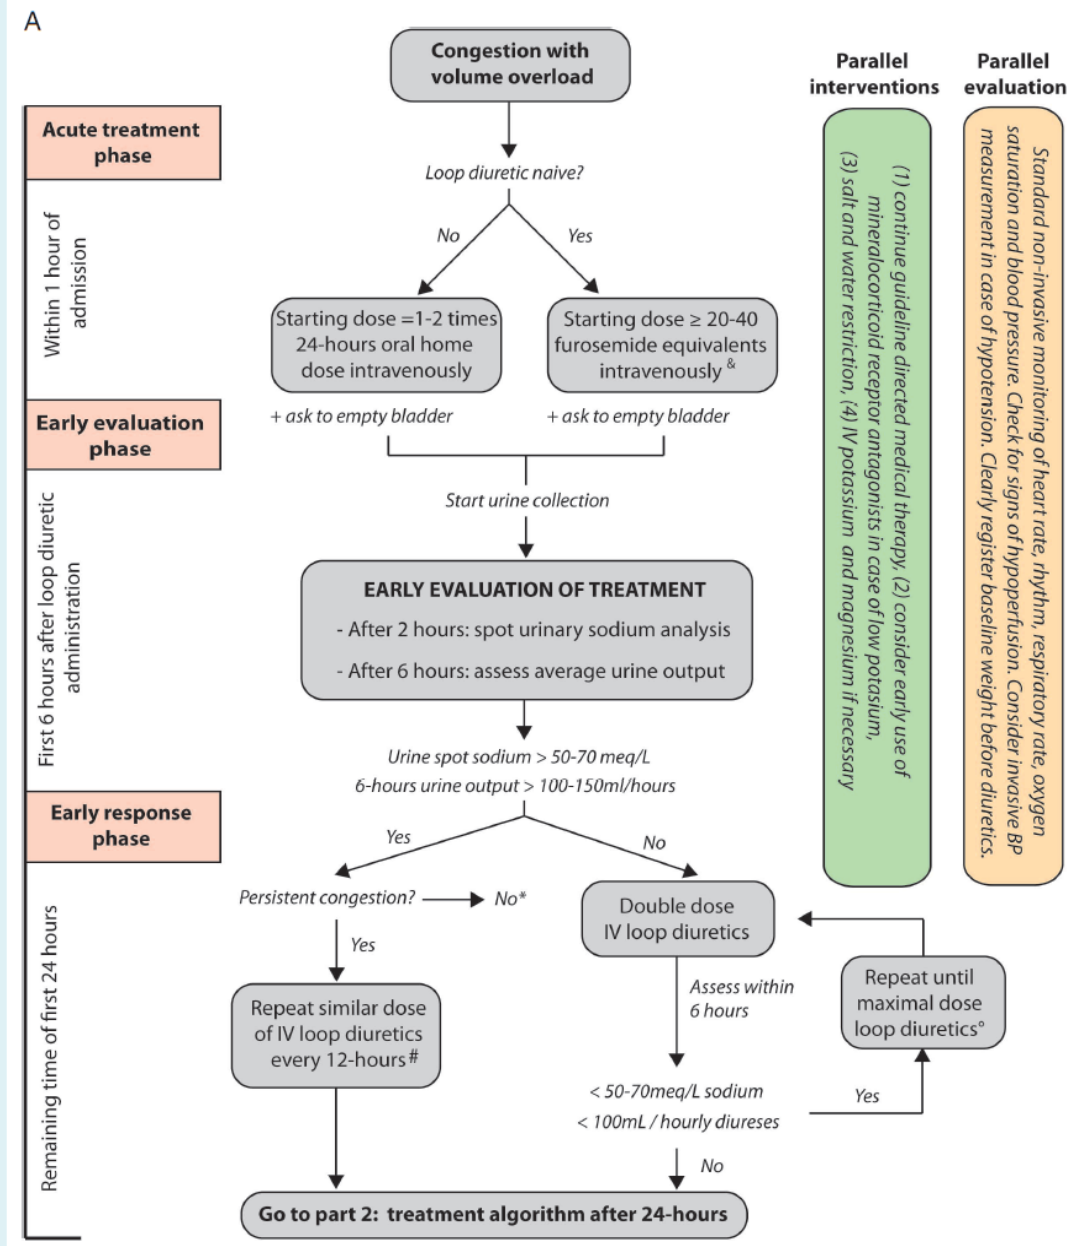 A
Congestion with
volume overload
Parallel
interventions
Parallel
evaluation
Acute treatment
phase
Within 1 hour of
admission
Loop diuretic naive?
No
Yes
Starting dose =1-2 times
24-hours oral home
dose intravenously
Starting dose ≥ 20-40
furosemide equivalents
intravenously &
+ ask to empty bladder
+ ask to empty bladder
Early evaluation
phase
First 6 hours after loop diuretic
administration
Start urine collection
EARLY EVALUATION OF TREATMENT
- After 2 hours: spot urinary sodium analysis
- After 6 hours: assess average urine output
Urine spot sodium > 50-70 meq/L
6-hours urine output > 100-150ml/hours
Early response
phase
Remaining time of first 24 hours
Yes
No
Persistent congestion?
No*
Yes
Repeat similar dose
of IV loop diuretics
every 12-hours #
Double dose
IV loop diuretics
Assess within
6 hours
Repeat until
maximal dose
loop diuretics°
< 50-70meq/L sodium
< 100mL / hourly diureses
Yes
No
Go to part 2: treatment algorithm after 24-hours
(1) continue guideline directed medical therapy, (2) consider early use of
mineralocorticoid receptor antagonists in case of low potasium,
(3) salt and water restriction, (4) IV potassium and magnesium if necessary
Standard non-invasive monitoring of heart rate, rhythm, respiratory rate, oxygen
saturation and blood pressure. Check for signs of hypoperfusion. Consider invasive BP
measurement in case of hypotension. Clearly register baseline weight before diuretics.